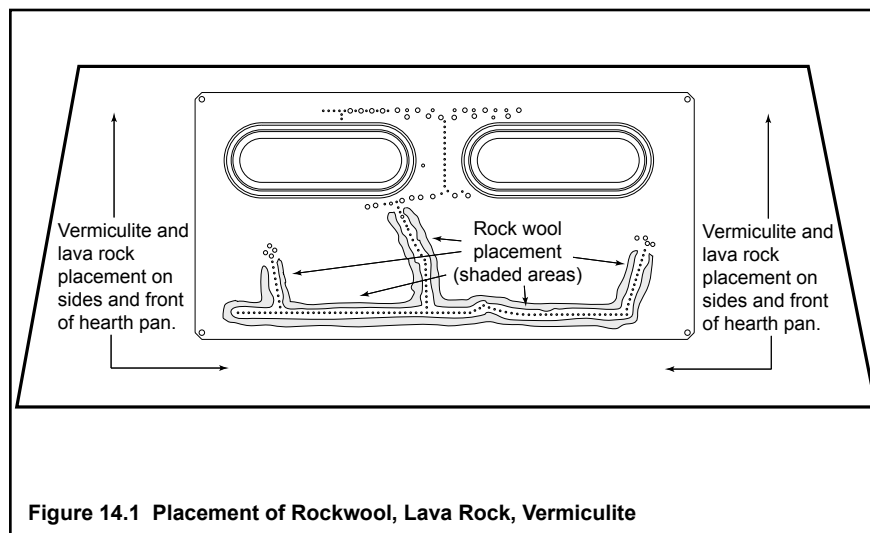 Vermiculite and
lava rock
placement on
sides and front
of hearth pan.
Rock wool
placement
(shaded areas)
Vermiculite and
lava rock
placement on
sides and front
of hearth pan.
Figure 14.1  Placement of Rockwool, Lava Rock, Vermiculite